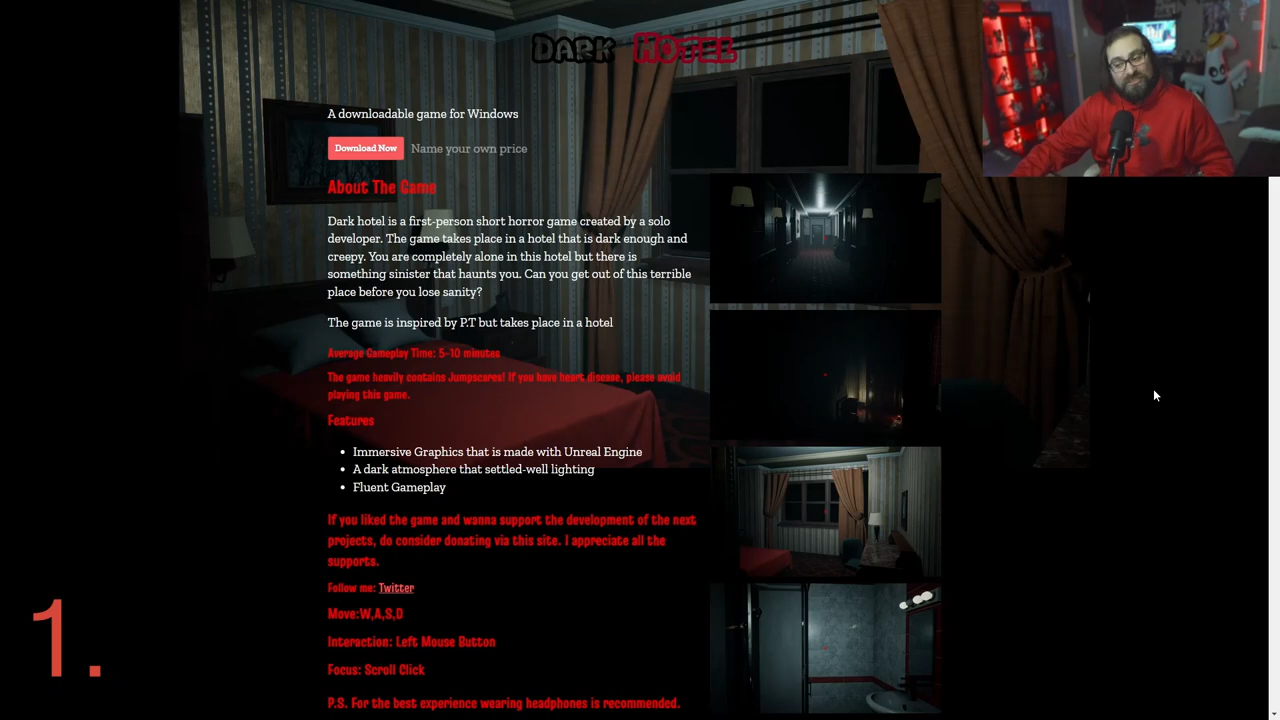 Dark Hotel
A downloadable game for Windows
Download Now Name your own price
About The Game
Dark hotel is a first-person short horror game created by a solo
developer. The game takes place in a hotel that is dark enough and
creepy. You are completely alone in this hotel but there is
something sinister that haunts you. Can you get out of this terrible
place before you lose sanity?
The game is inspired by P.T but takes place in a hotel
Average Gameplay Time: 5-10 minutes
The game heavily contains Jumpscares! If you have heart disease, please avoid
playing this game.
Features
• Immersive Graphics that is made with Unreal Engine
• A dark atmosphere that settled-well lighting
• Fluent Gameplay
If you liked the game and wanna support the development of the next
projects, do consider donating via this site. I appreciate all the
supports.
Follow me: Twitter
Move:W,A,S,D
Interaction: Left Mouse Button
Focus: Scroll Click
P.S. For the best experience wearing headphones is recommended.
1.